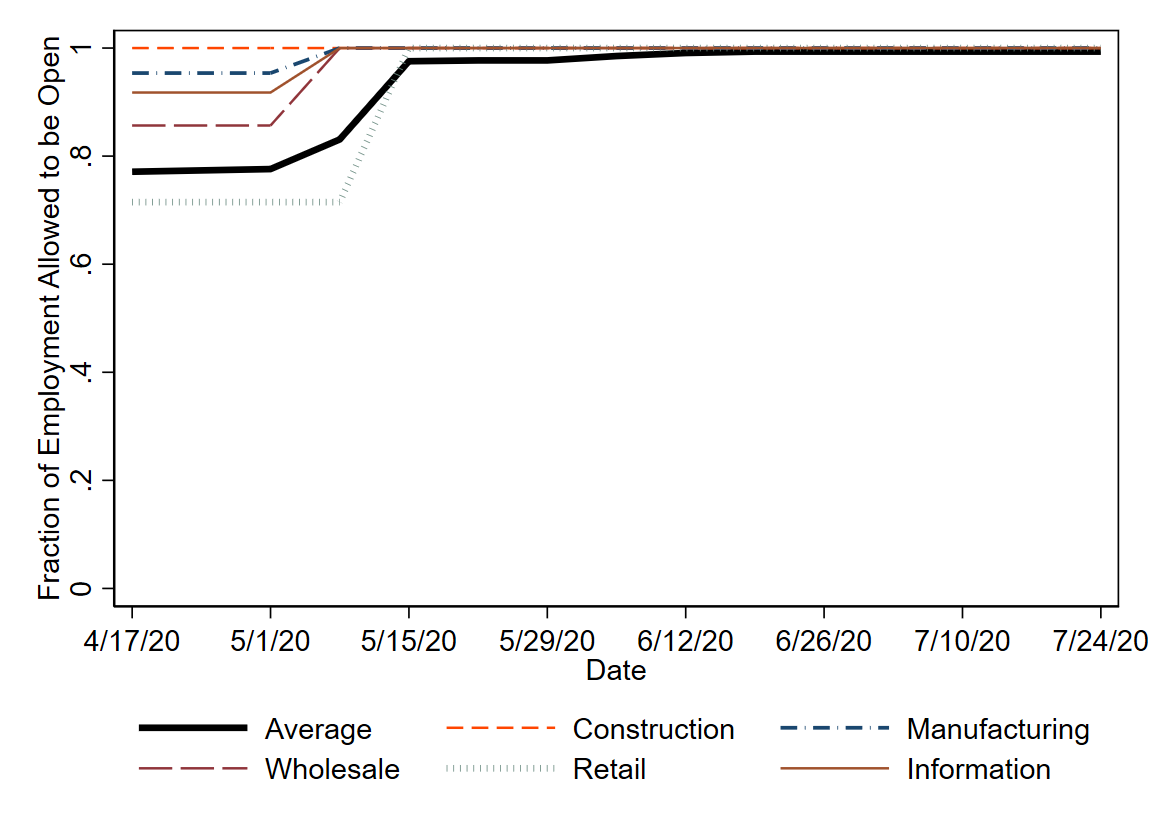 Fraction of Employment Allowed to be Open
1
.8
.6
.4
.2
0
4/17/20 5/1/20 5/15/20 5/29/20 6/12/20 6/26/20 7/10/20 7/24/20
Date
Average Construction Manufacturing
Wholesale Retail Information